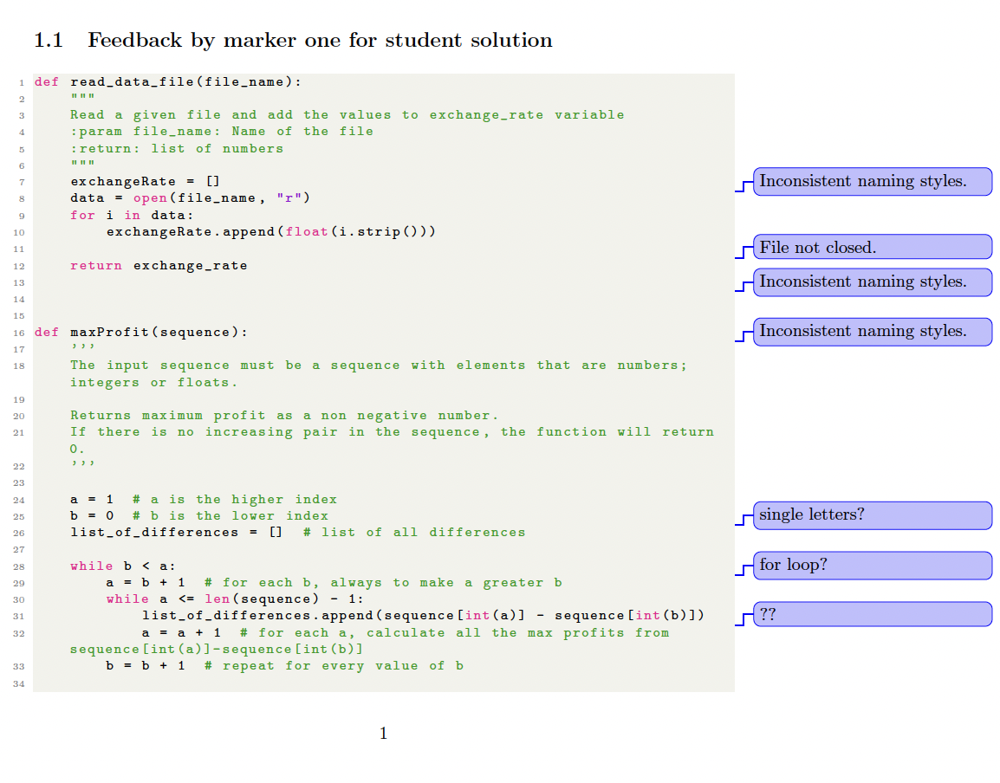 1.1 Feedback by marker one for student solution
1 def read_data_file(file_name):
2 """
3 Read a given file and add the values to exchange_rate variable
4 :param file_name: Name of the file
5 :return: list of numbers
6 """
7 exchangeRate = []
Inconsistent naming styles.
8 data = open(file_name, "r")
9 for i in data:
10 exchangeRate.append(float(i.strip()))
11
File not closed.
12 return exchange_rate
13
Inconsistent naming styles.
14
15
16 def maxProfit(sequence):
Inconsistent naming styles.
17 '''
18 The input sequence must be a sequence with elements that are numbers;
integers or floats.
19
20 Returns maximum profit as a non negative number.
21 If there is no increasing pair in the sequence, the function will return
0.
22 '''
23
24 a = 1 # a is the higher index
25 b = 0 # b is the lower index
single letters?
26 list_of_differences = [] # list of all differences
27
28 while b < a:
for loop?
29 a = b + 1 # for each b, always to make a greater b
30 while a <= len(sequence) - 1:
31 list_of_differences.append(sequence[int(a)] - sequence[int(b)])
??
32 a = a + 1 # for each a, calculate all the max profits from
sequence[int(a)]-sequence[int(b)]
33 b = b + 1 # repeat for every value of b
34
1